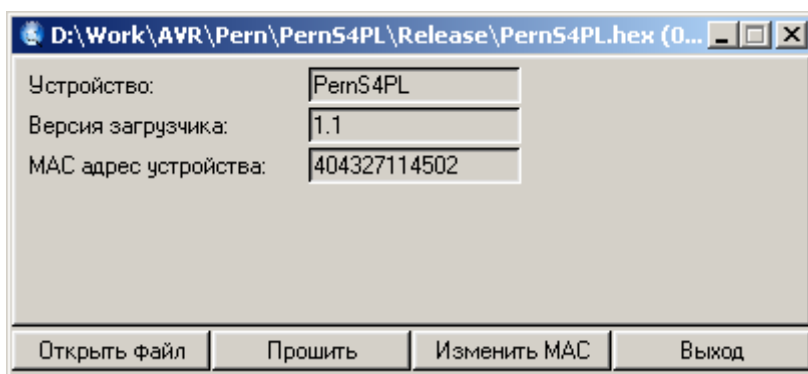 D:\Work\AVR\Pern\PernS4PL\Release\PernS4PL.hex (0...
Устройство: PernS4PL
Версия загрузчика: 1.1
MAC адрес устройства: 404327114502
Открыть файл Прошить Изменить MAC Выход